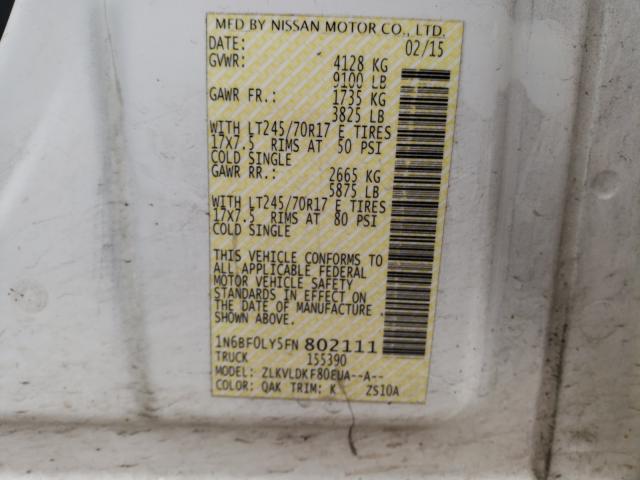 MFD BY NISSAN MOTOR CO., LTD.
DATE: 02/15
GVWR: 4128 KG
9100 LB
GAWR FR.: 1735 KG
3825 LB
WITH LT245/70R17 E TIRES
17X7.5 RIMS AT 50 PSI
COLD SINGLE
GAWR RR.: 2665 KG
5875 LB
WITH LT245/70R17 E TIRES
17X7.5 RIMS AT 80 PSI
COLD SINGLE
THIS VEHICLE CONFORMS TO
ALL APPLICABLE FEDERAL
MOTOR VEHICLE SAFETY
STANDARDS IN EFFECT ON
THE DATE OF MANUFACTURE
SHOWN ABOVE.
1N6BF0LY5FN 802111
TRUCK 155390
MODEL: ZLKVLDKF80EUA--A--
COLOR: QAK TRIM: K ZS10A